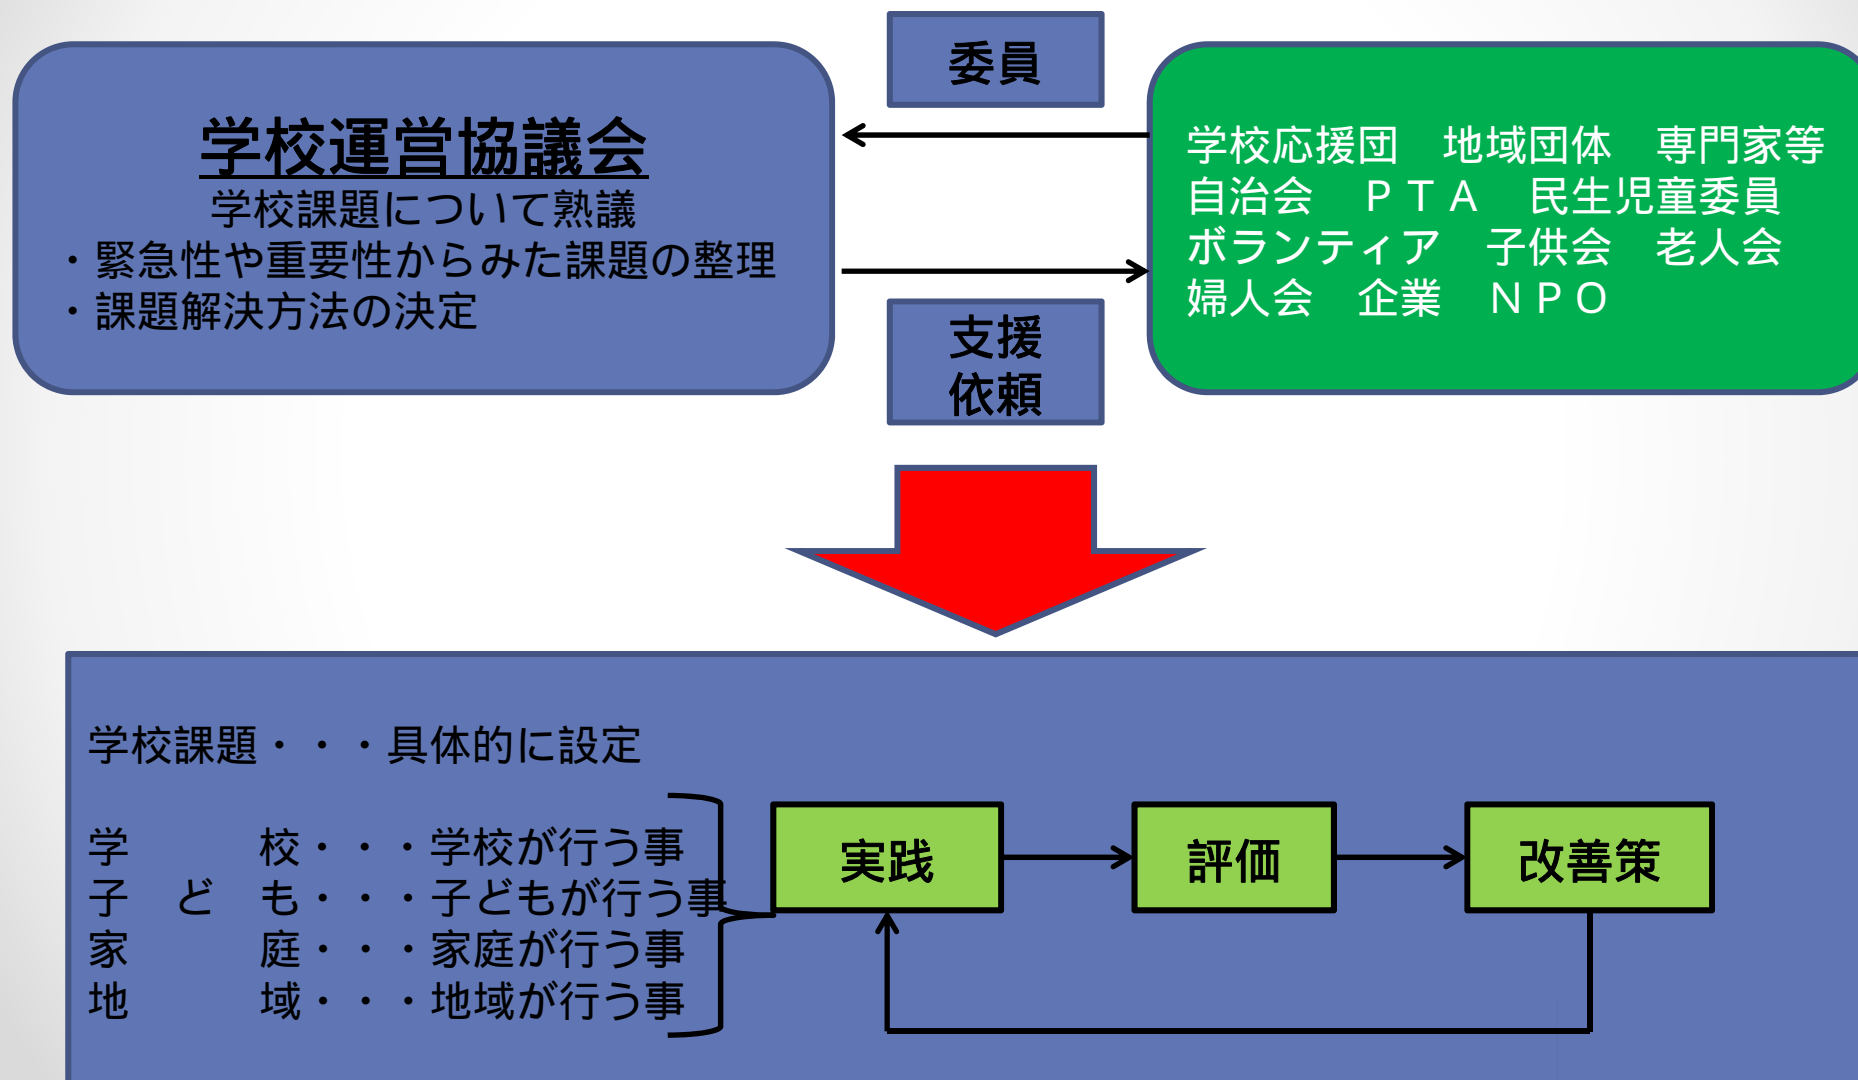 委員
学校運営協議会
学校課題について熟議
・緊急性や重要性からみた課題の整理
・課題解決方法の決定
学校応援団　地域団体　専門家等
自治会　ＰＴＡ　民生児童委員
ボランティア　子供会　老人会
婦人会　企業　ＮＰＯ
支援
依頼
学校課題・・・具体的に設定
学　　　校・・・学校が行う事
子　ど　も・・・子どもが行う事
家　　　庭・・・家庭が行う事
地　　　域・・・地域が行う事
実践
評価
改善策